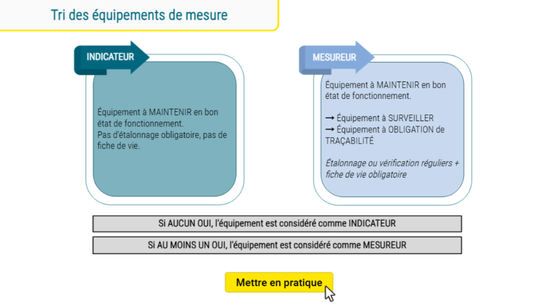 Tri des équipements de mesure
INDICATEUR
Équipement à MAINTENIR en bon
état de fonctionnement.
Pas d'étalonnage obligatoire, pas de
fiche de vie.
MESUREUR
Équipement à MAINTENIR en bon
état de fonctionnement.
→ Équipement à SURVEILLER
→ Équipement à OBLIGATION de
TRAÇABILITÉ
Étalonnage ou vérification réguliers +
fiche de vie obligatoire
Si AUCUN OUI, l'équipement est considéré comme INDICATEUR
Si AU MOINS UN OUI, l'équipement est considéré comme MESUREUR
Mettre en pratique